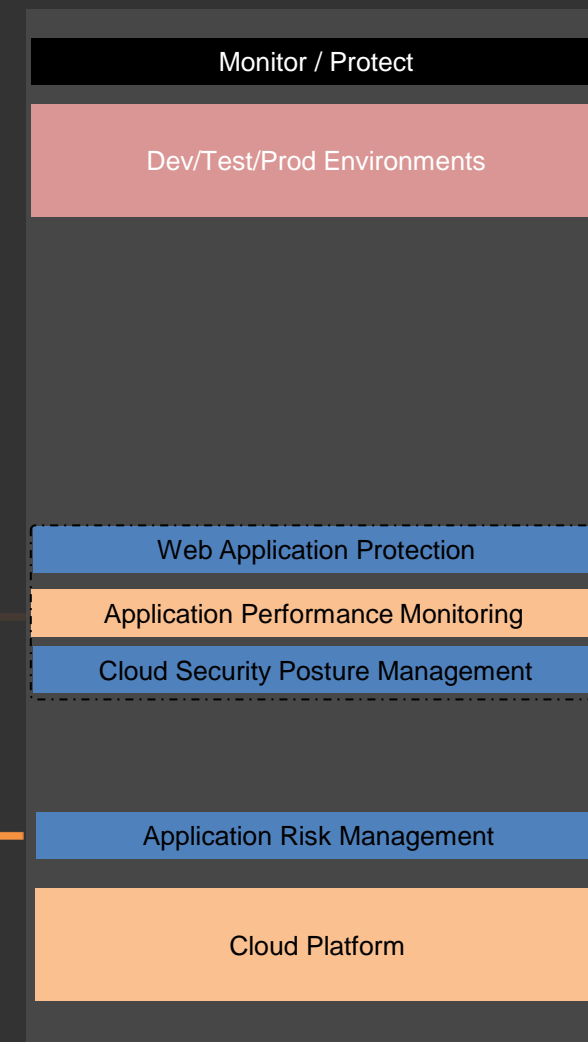 Monitor / Protect
Dev/Test/Prod Environments
Web Application Protection
Application Performance Monitoring
Cloud Security Posture Management
Application Risk Management
Cloud Platform